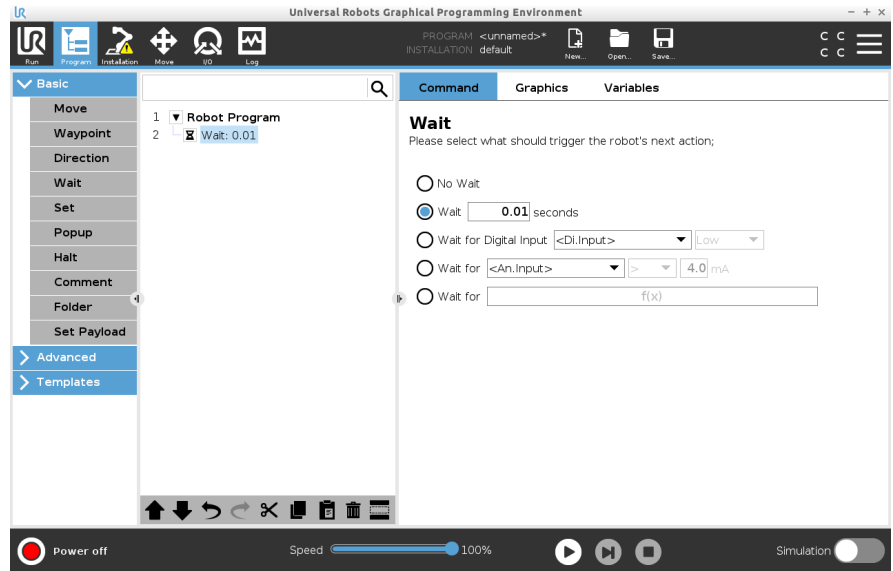 UR
Universal Robots Graphical Programming Environment
UR
Run
Program
Installation
Move
I/O
Log
PROGRAM <unnamed>*
INSTALLATION default
New...
Open...
Save...
C C
C C
Basic
Move
Waypoint
Direction
Wait
Set
Popup
Halt
Comment
Folder
Set Payload
Advanced
Templates
1 Robot Program
2 Wait: 0.01
Command Graphics Variables
Wait
Please select what should trigger the robot's next action;
No Wait
Wait 0.01 seconds
Wait for Digital Input <Di.Input> Low
Wait for <An.Input> > 4.0 mA
Wait for f(x)
Power off
Speed 100%
Simulation